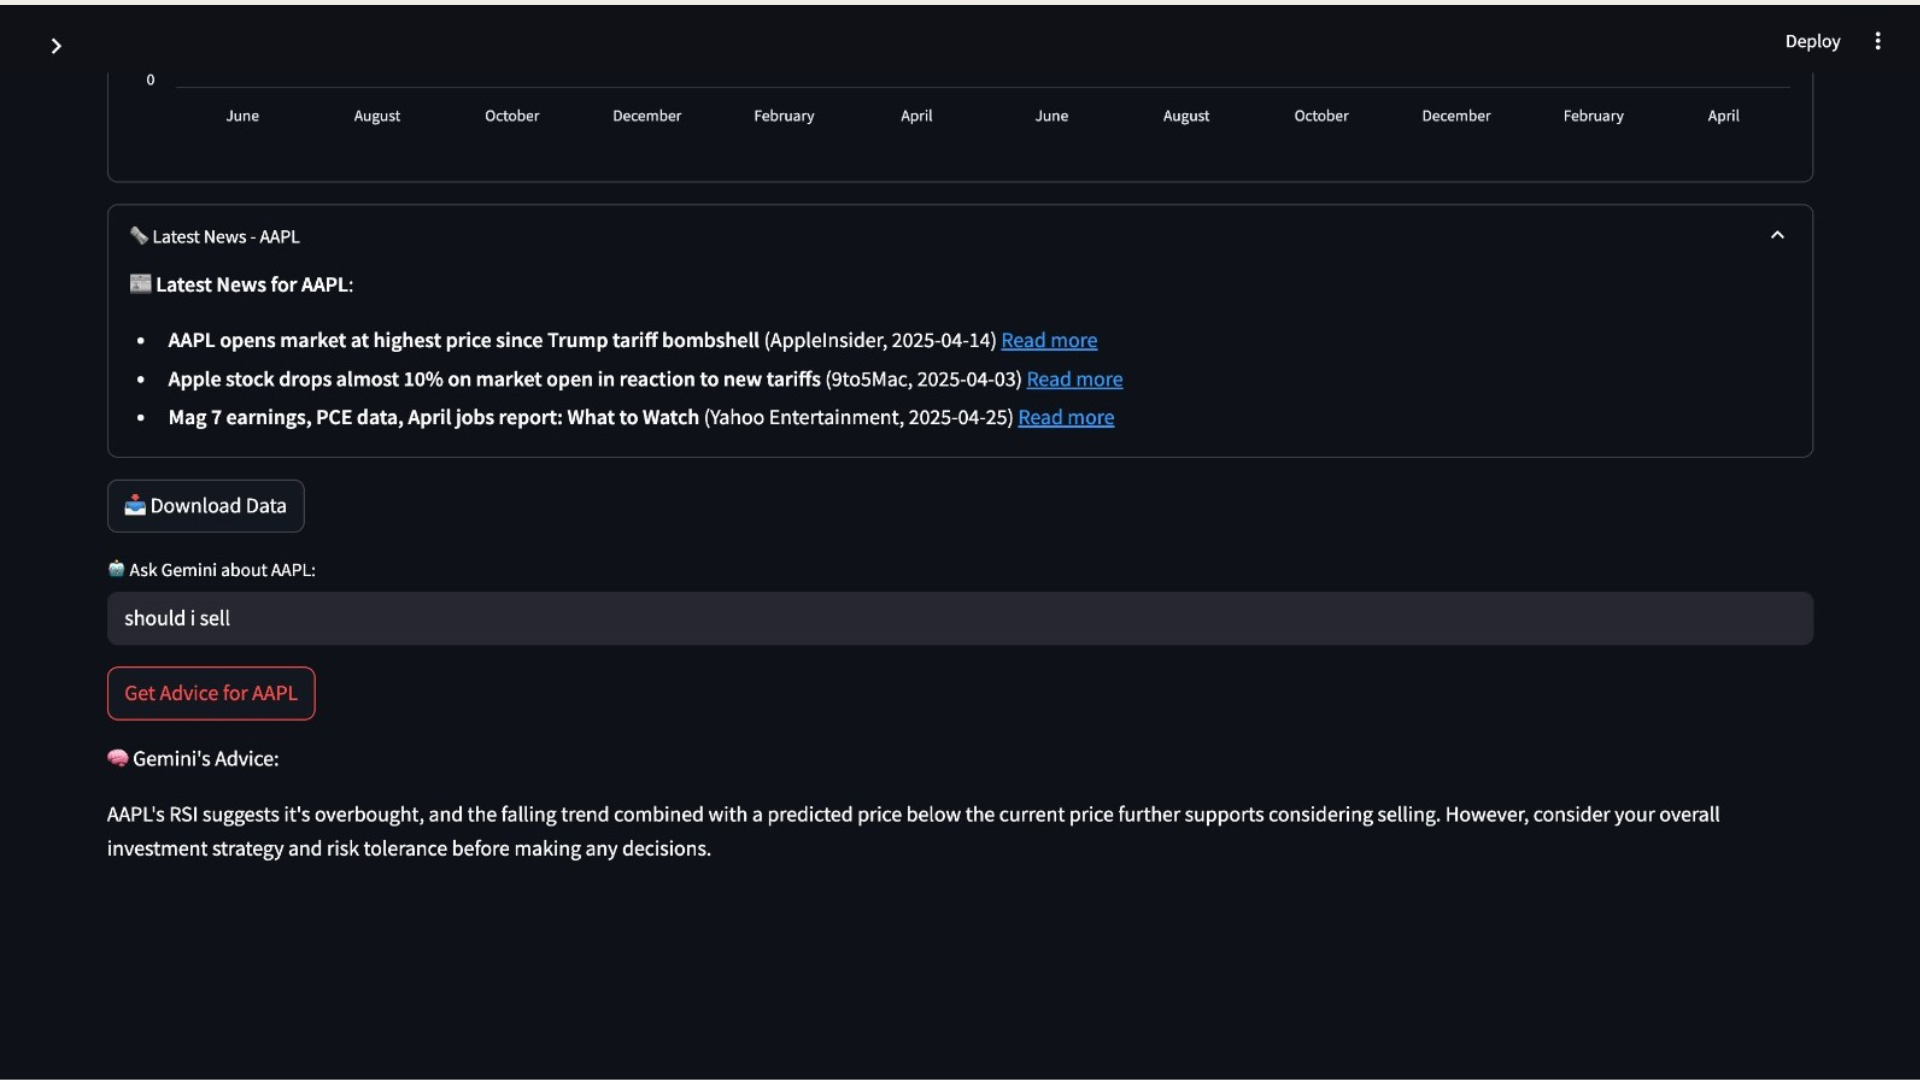 Deploy
0
June August October December February April June August October December February April
Latest News - AAPL
Latest News for AAPL:
• AAPL opens market at highest price since Trump tariff bombshell (AppleInsider, 2025-04-14) Read more
• Apple stock drops almost 10% on market open in reaction to new tariffs (9to5Mac, 2025-04-03) Read more
• Mag 7 earnings, PCE data, April jobs report: What to Watch (Yahoo Entertainment, 2025-04-25) Read more
Download Data
Ask Gemini about AAPL:
should i sell
Get Advice for AAPL
Gemini's Advice:
AAPL's RSI suggests it's overbought, and the falling trend combined with a predicted price below the current price further supports considering selling. However, consider your overall
investment strategy and risk tolerance before making any decisions.